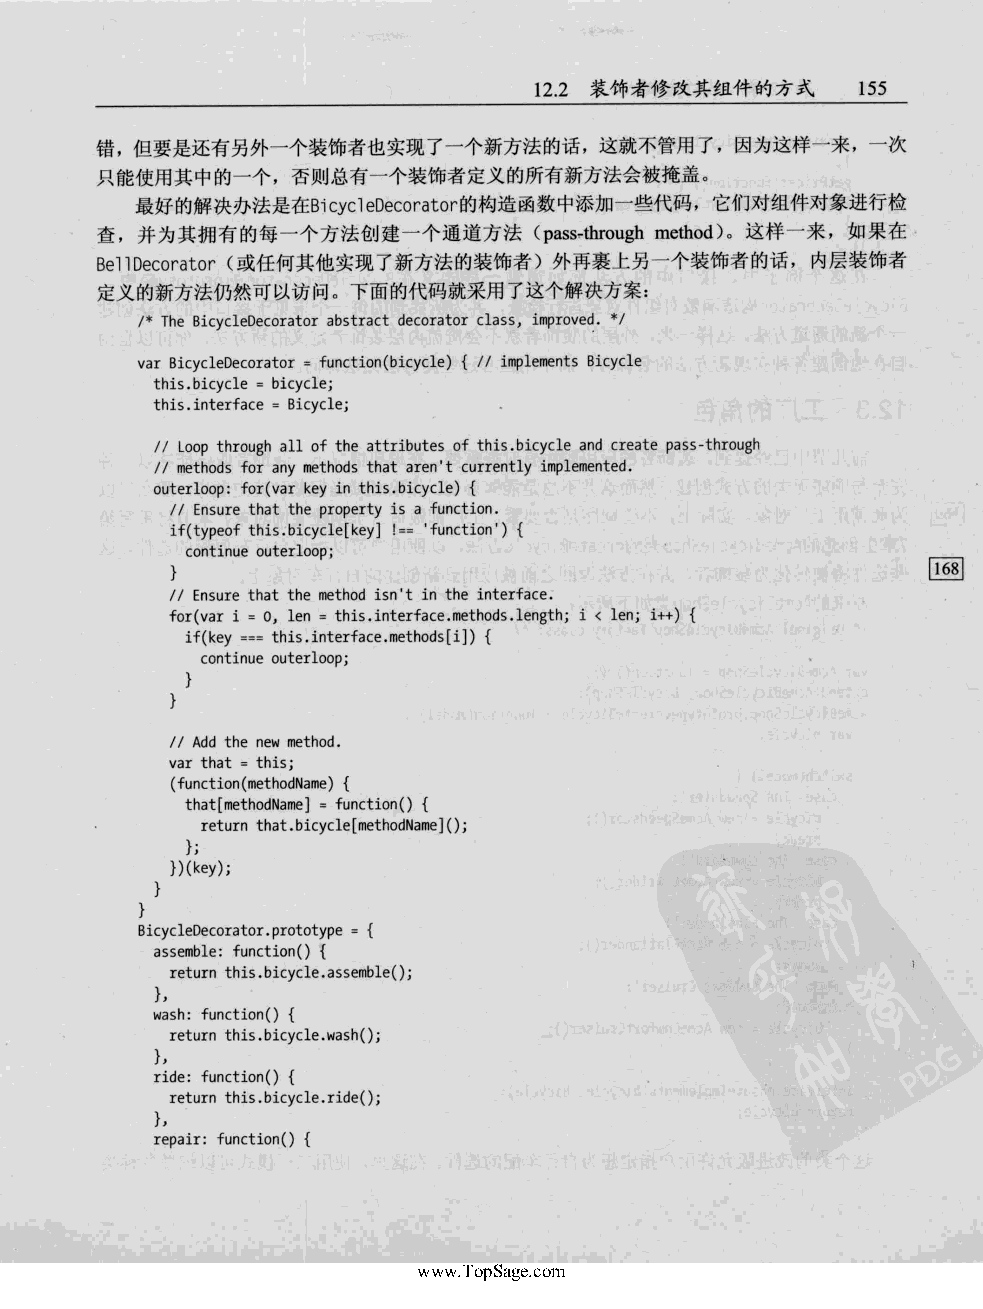 12.2 装饰者修改其组件的方式 155
错，但要是还有另外一个装饰者也实现了一个新方法的话，这就不管用了，因为这样一来，一次
只能使用其中的一个，否则总有一个装饰者定义的所有新方法会被掩盖。
最好的解决办法是在BicycleDecorator的构造函数中添加一些代码，它们对组件对象进行检
查，并为其拥有的每一个方法创建一个通道方法（pass-through method）。这样一来，如果在
BellDecorator（或任何其他实现了新方法的装饰者）外再裹上另一个装饰者的话，内层装饰者
定义的新方法仍然可以访问。下面的代码就采用了这个解决方案：
/* The BicycleDecorator abstract decorator class, improved. */
var BicycleDecorator = function(bicycle) { // implements Bicycle
this.bicycle = bicycle;
this.interface = Bicycle;
// Loop through all of the attributes of this.bicycle and create pass-through
// methods for any methods that aren't currently implemented.
outerloop: for(var key in this.bicycle) {
// Ensure that the property is a function.
if(typeof this.bicycle[key] !== 'function') {
continue outerloop;
}
168
// Ensure that the method isn't in the interface.
for(var i = 0, len = this.interface.methods.length; i < len; i++) {
if(key === this.interface.methods[i]) {
continue outerloop;
}
}
// Add the new method.
var that = this;
(function(methodName) {
that[methodName] = function() {
return that.bicycle[methodName]();
};
})(key);
}
}
BicycleDecorator.prototype = {
assemble: function() {
return this.bicycle.assemble();
},
wash: function() {
return this.bicycle.wash();
},
ride: function() {
return this.bicycle.ride();
},
repair: function() {
PDG
www.TopSage.com